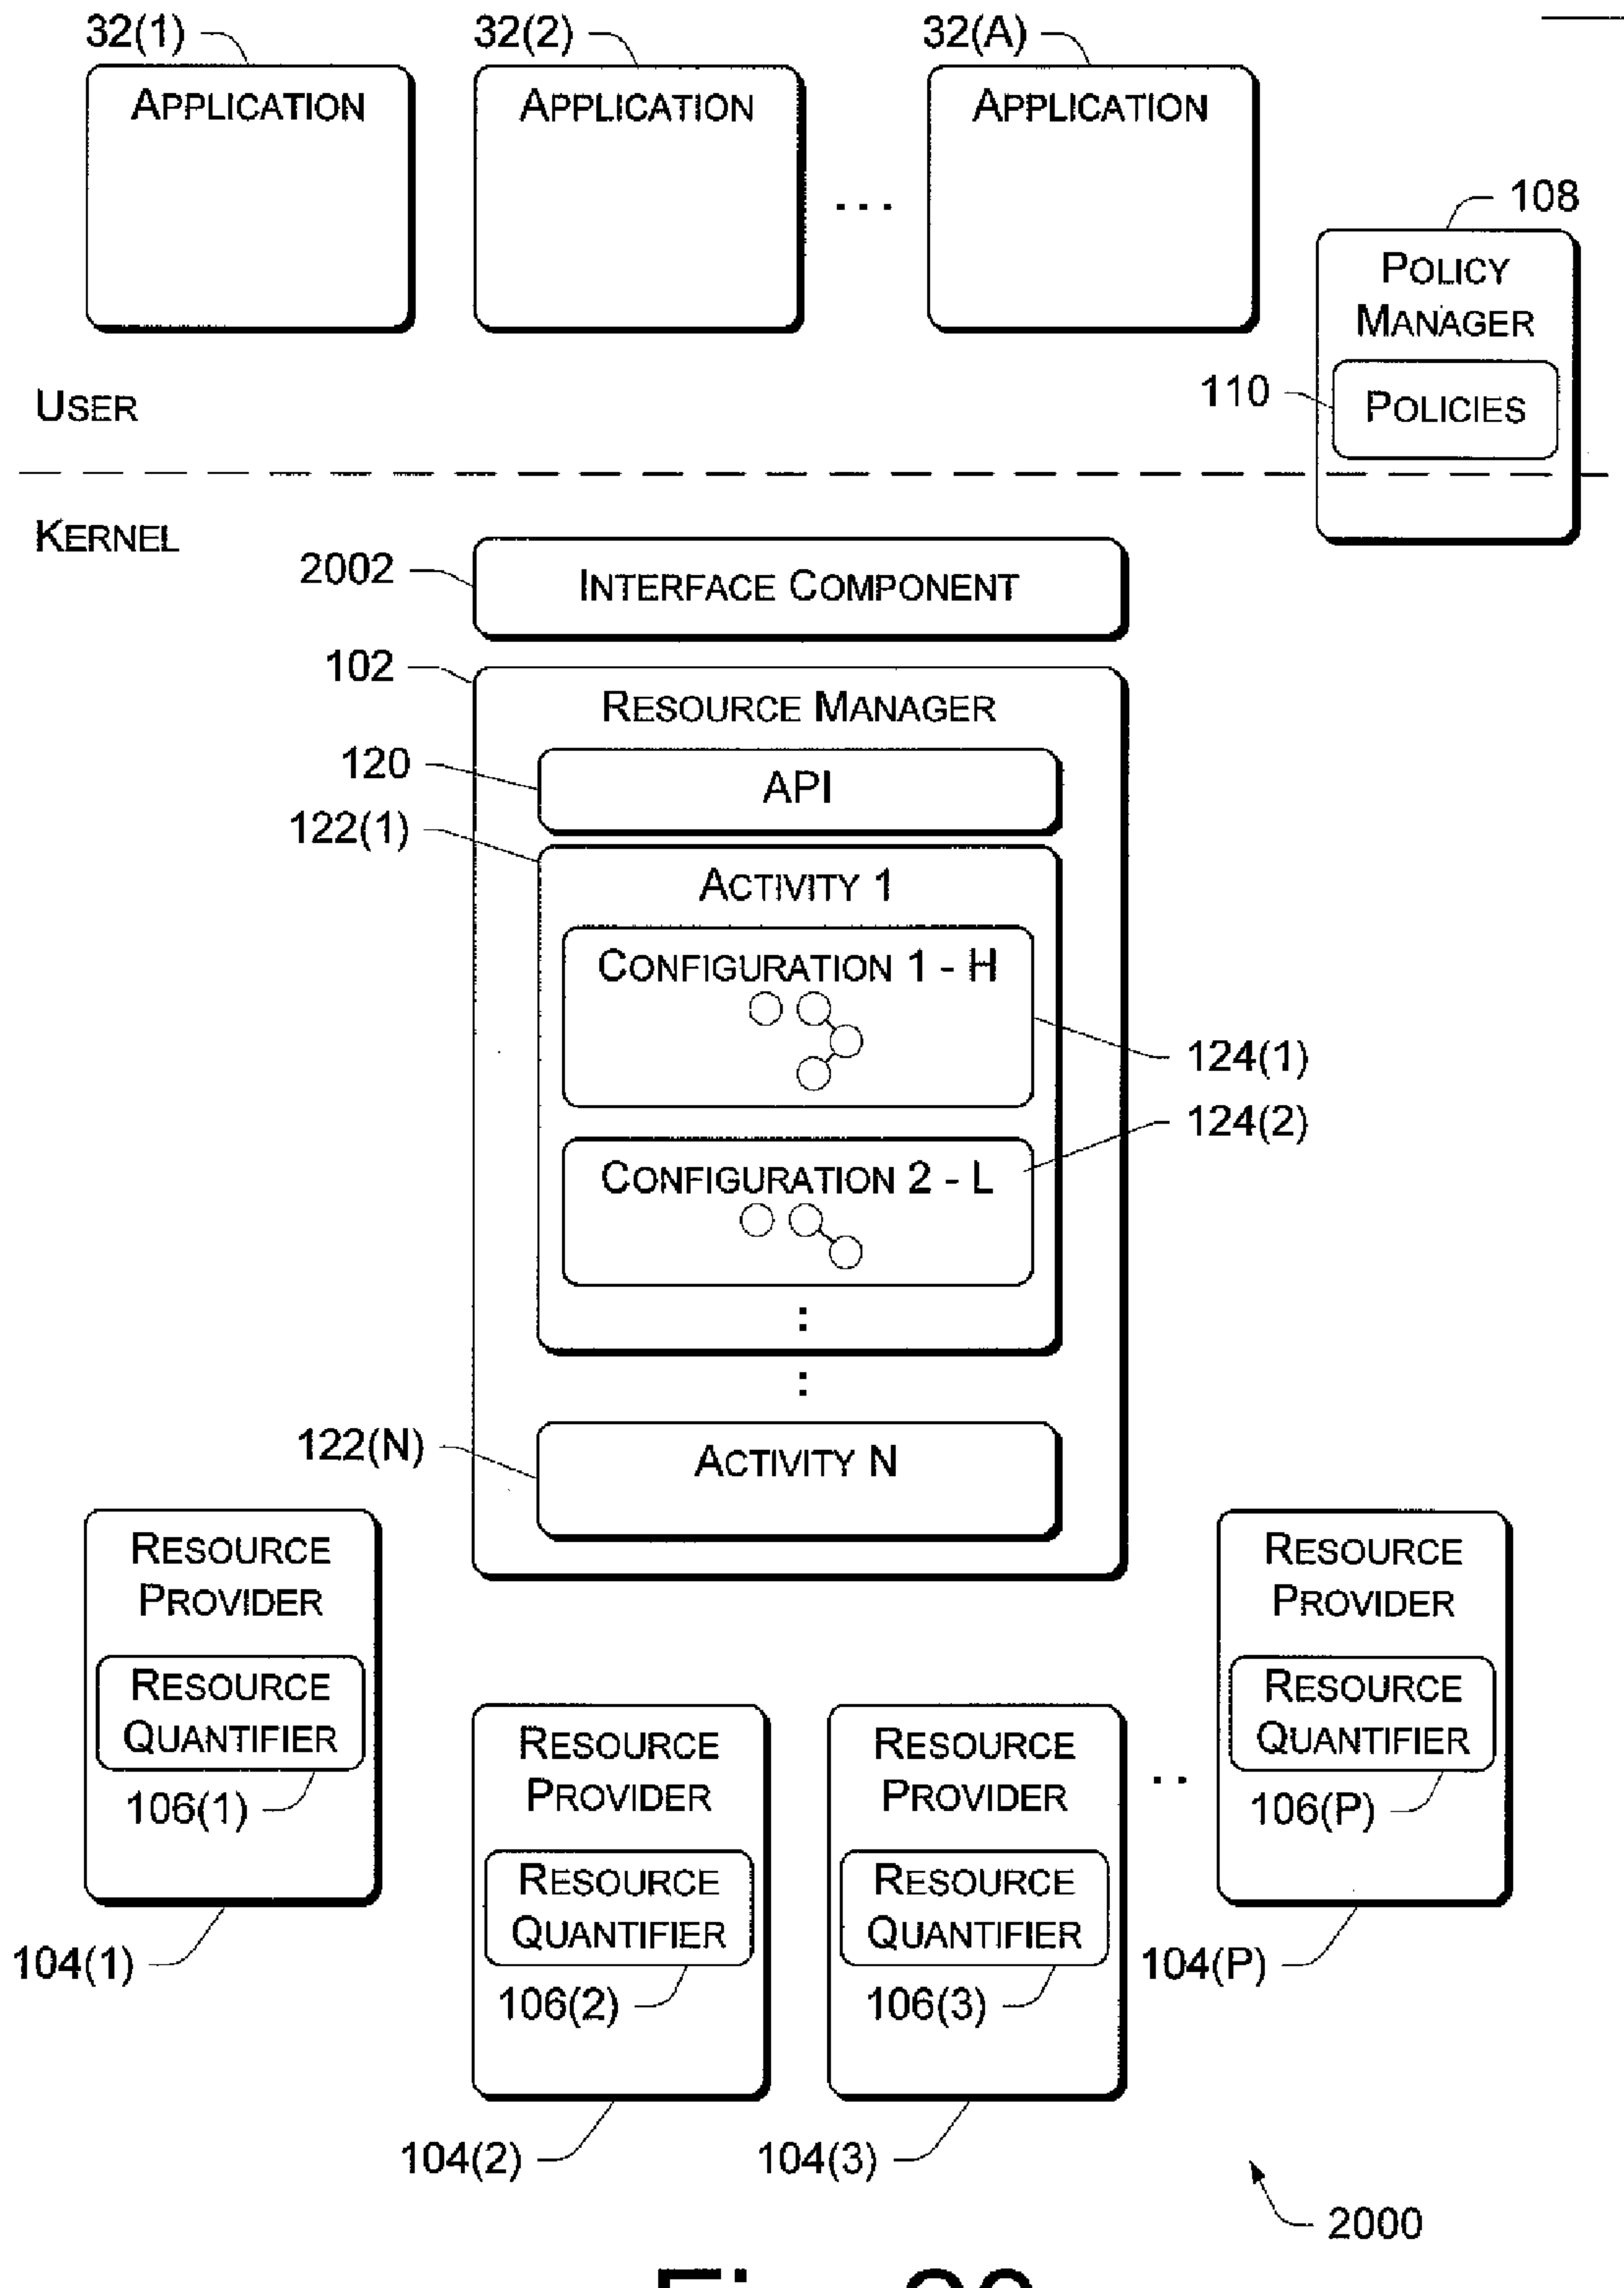 32(1)
32(2)
32(A)
APPLICATION
APPLICATION
APPLICATION
...
108
POLICY
MANAGER
110
POLICIES
USER
KERNEL
2002
INTERFACE COMPONENT
102
RESOURCE MANAGER
120
API
122(1)
ACTIVITY 1
CONFIGURATION 1 - H
124(1)
124(2)
CONFIGURATION 2 - L
122(N)
ACTIVITY N
RESOURCE
PROVIDER
RESOURCE
QUANTIFIER
106(1)
104(1)
RESOURCE
PROVIDER
RESOURCE
QUANTIFIER
106(2)
104(2)
RESOURCE
PROVIDER
RESOURCE
QUANTIFIER
106(3)
104(3)
RESOURCE
PROVIDER
RESOURCE
QUANTIFIER
106(P)
104(P)
2000